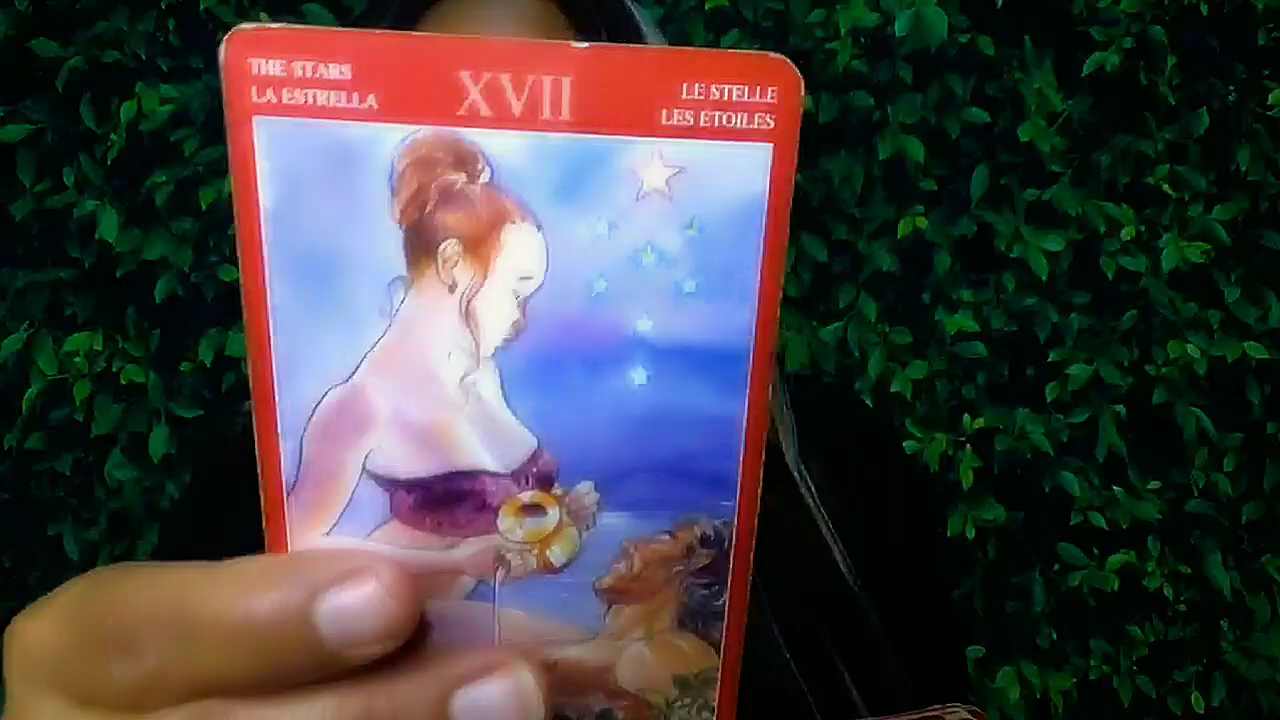 THE STARS
LA ESTRELLA
XVII
LE STELLE
LES ETOILES